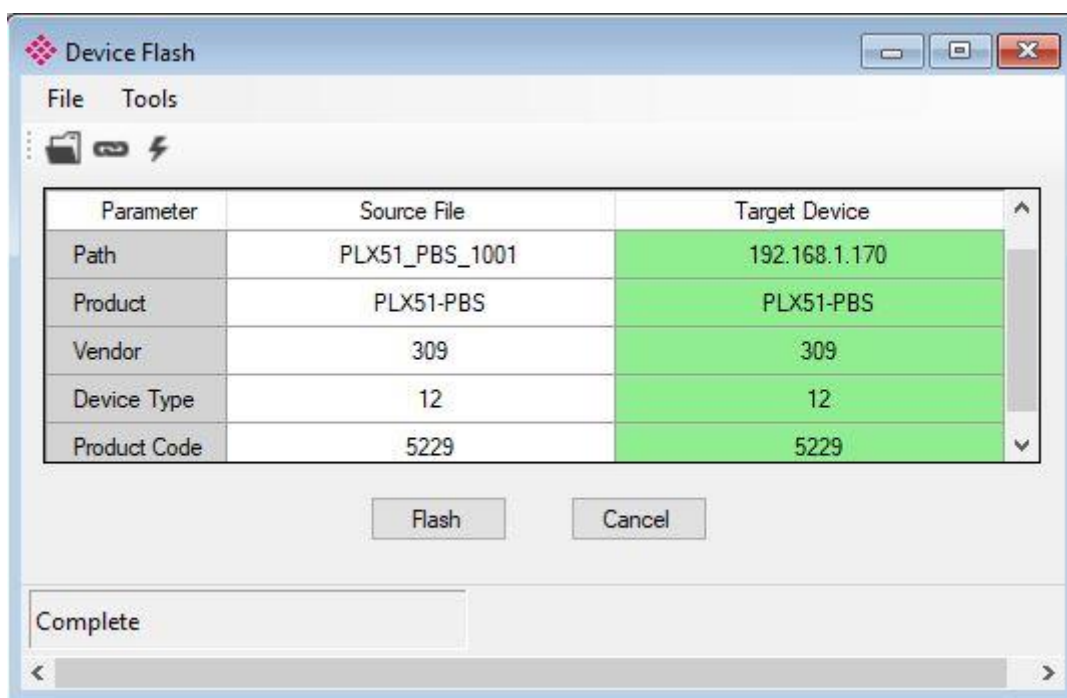 Device Flash
File Tools
Parameter Source File Target Device
Path PLX51_PBS_1001 192.168.1.170
Product PLX51-PBS PLX51-PBS
Vendor 309 309
Device Type 12 12
Product Code 5229 5229
Flash Cancel
Complete